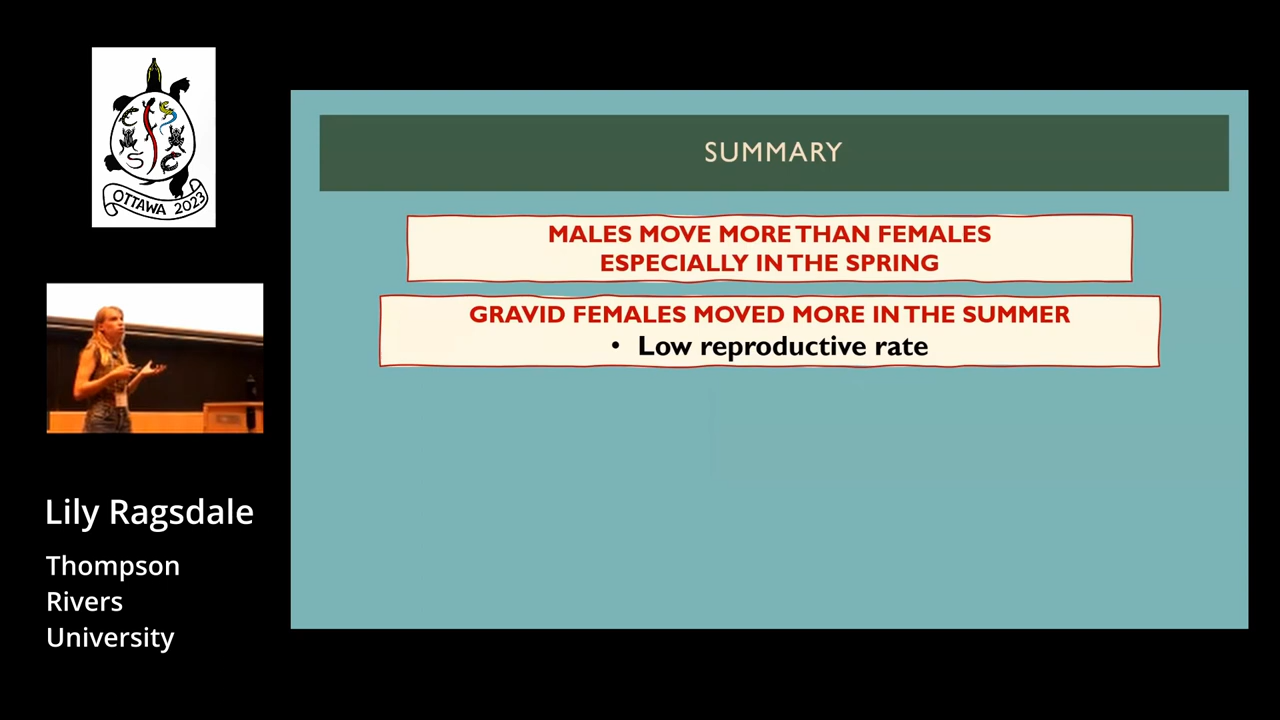 C
S
S
C
OTTAWA 2023
SUMMARY
MALES MOVE MORE THAN FEMALES
ESPECIALLY IN THE SPRING
GRAVID FEMALES MOVED MORE IN THE SUMMER
• Low reproductive rate
Lily Ragsdale
Thompson
Rivers
University